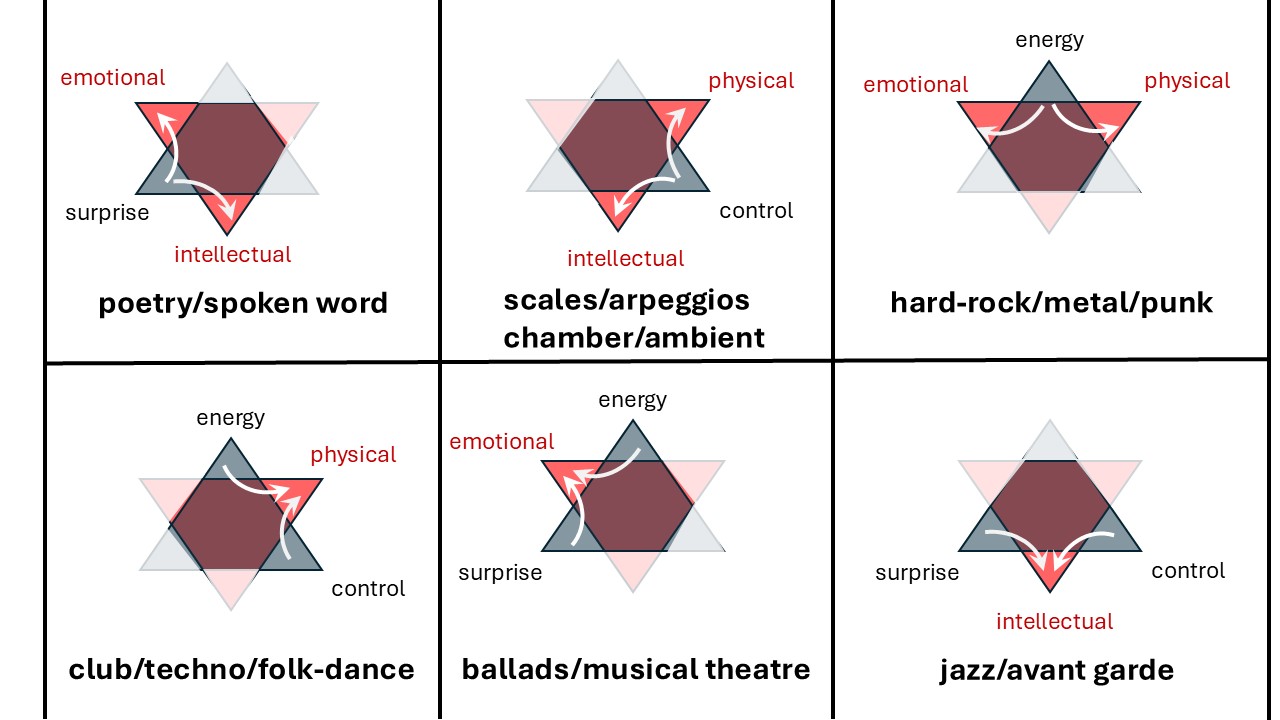 emotional
surprise
intellectual
poetry/spoken word
physical
control
intellectual
scales/arpeggios
chamber/ambient
energy
emotional
physical
hard-rock/metal/punk
energy
physical
control
club/techno/folk-dance
energy
emotional
surprise
ballads/musical theatre
surprise
control
intellectual
jazz/avant garde